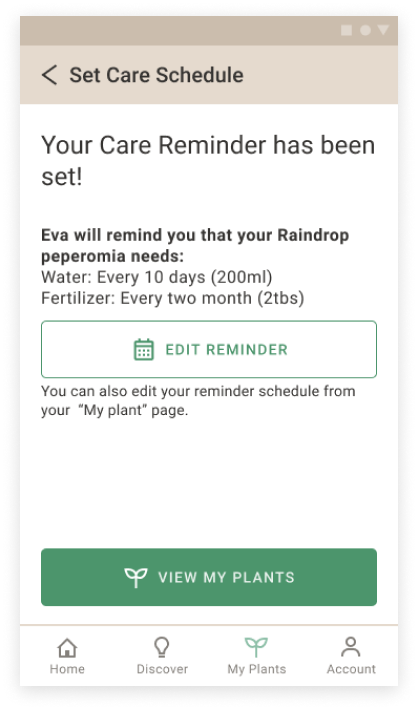 Set Care Schedule
Your Care Reminder has been
set!
Eva will remind you that your Raindrop
peperomia needs:
Water: Every 10 days (200ml)
Fertilizer: Every two month (2tbs)
EDIT REMINDER
You can also edit your reminder schedule from
your “My plant” page.
VIEW MY PLANTS
Home
Discover
My Plants
Account